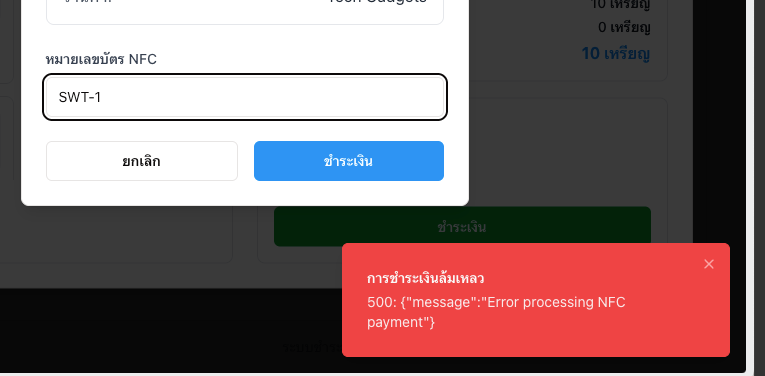 Tech Gadgets
10 เหรียญ
0 เหรียญ
10 เหรียญ
หมายเลขบัตร NFC
SWT-1
ยกเลิก
ชำระเงิน
ชำระเงิน
การชำระเงินล้มเหลว
500: {"message":"Error processing NFC
payment"}